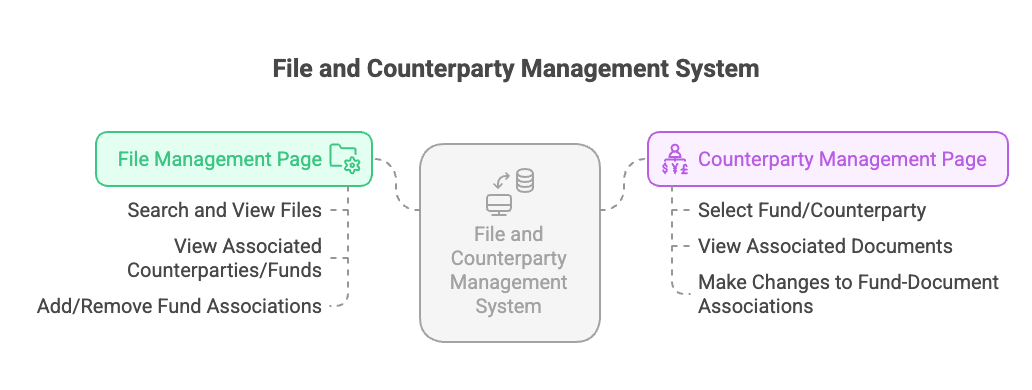 File and Counterparty Management System
File Management Page
Search and View Files
View Associated
Counterparties/Funds
Add/Remove Fund Associations
File and
Counterparty
Management
System
$¥£
Counterparty Management Page
Select Fund/Counterparty
View Associated Documents
Make Changes to Fund-Document
Associations